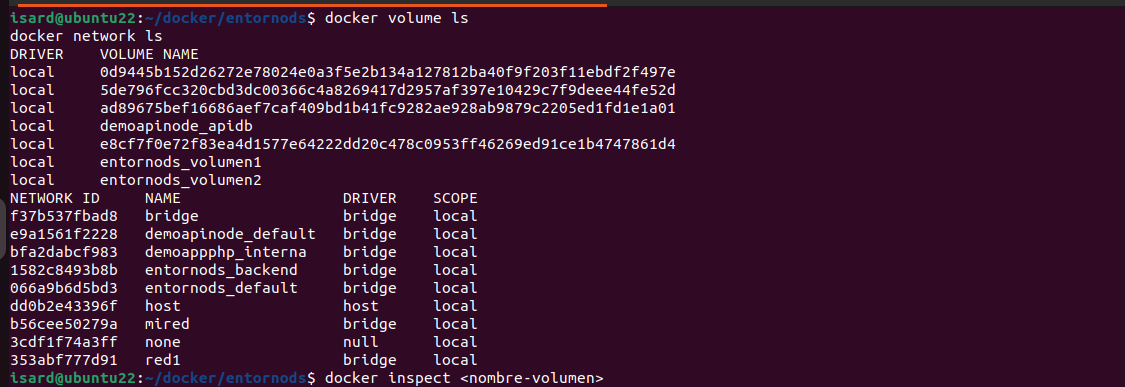 isard@ubuntu22:~/docker/entornods$ docker volume ls
docker network ls
DRIVER    VOLUME NAME
local     0d9445b152d26272e78024e0a3f5e2b134a127812ba40f9f203f11ebdf2f497e
local     5de796fcc320cbd3dc00366c4a8269417d2957af397e10429c7f9deee44fe52d
local     ad89675bef16686aef7caf409bd1b41fc9282ae928ab9879c2205ed1fd1e1a01
local     demoapinode_apidb
local     e8cf7f0e72f83ea4d1577e64222dd20c478c0953ff46269ed91ce1b4747861d4
local     entornods_volumen1
local     entornods_volumen2
NETWORK ID     NAME                  DRIVER    SCOPE
f37b537fbad8   bridge                bridge    local
e9a1561f2228   demoapinode_default   bridge    local
bfa2dabcf983   demoappphp_interna    bridge    local
1582c8493b8b   entornods_backend     bridge    local
066a9b6d5bd3   entornods_default     bridge    local
dd0b2e43396f   host                  host      local
b56cee50279a   mired                 bridge    local
3cdf1f74a3ff   none                  null      local
353abf777d91   red1                  bridge    local
isard@ubuntu22:~/docker/entornods$ docker inspect <nombre-volumen>